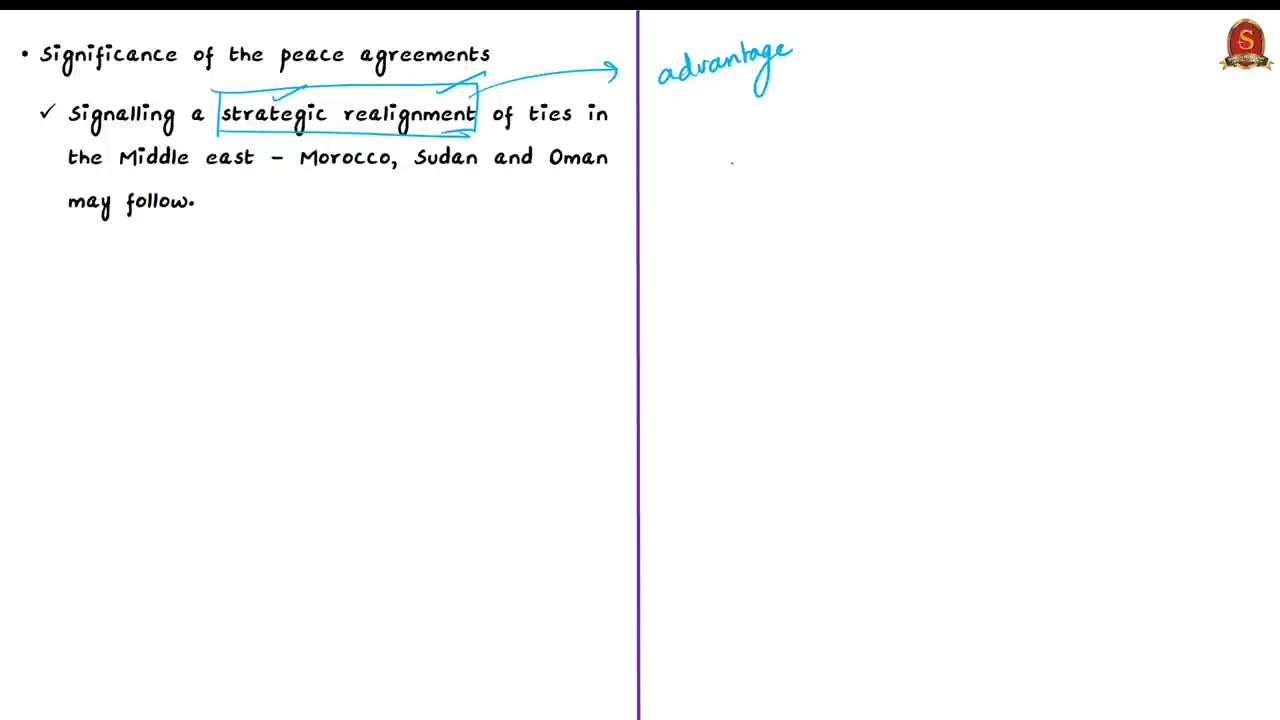 • Significance of the peace agreements
✓ Signalling a strategic realignment of ties in
the Middle east – Morocco, Sudan and Oman
may follow.
advantage
S